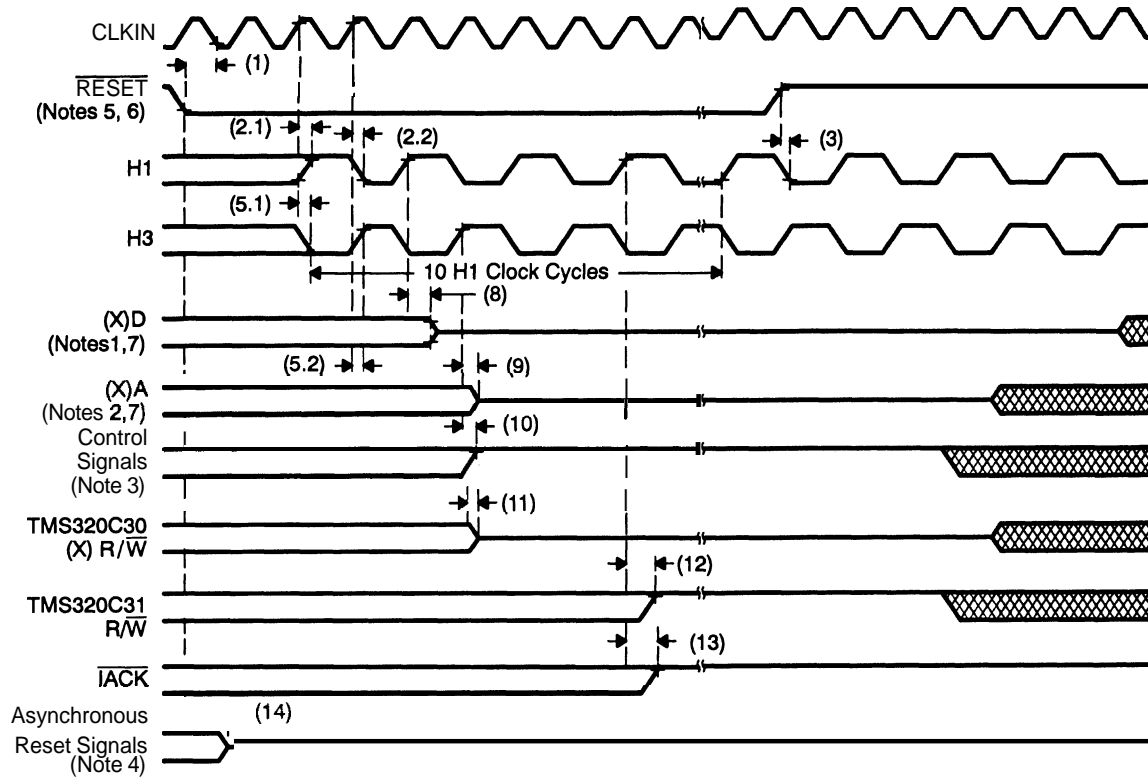 CLKIN
(1)
RESET
(Notes 5, 6)
(2.1)
(2.2)
(3)
H1
(5.1)
H3
10 H1 Clock Cycles
(8)
(X)D
(Notes1,7)
(5.2)
(9)
(X)A
(Notes 2,7)
(10)
Control
Signals
(Note 3)
(11)
TMS320C30
(X) R/W
(12)
TMS320C31
R/W
(13)
IACK
Asynchronous
(14)
Reset Signals
(Note 4)